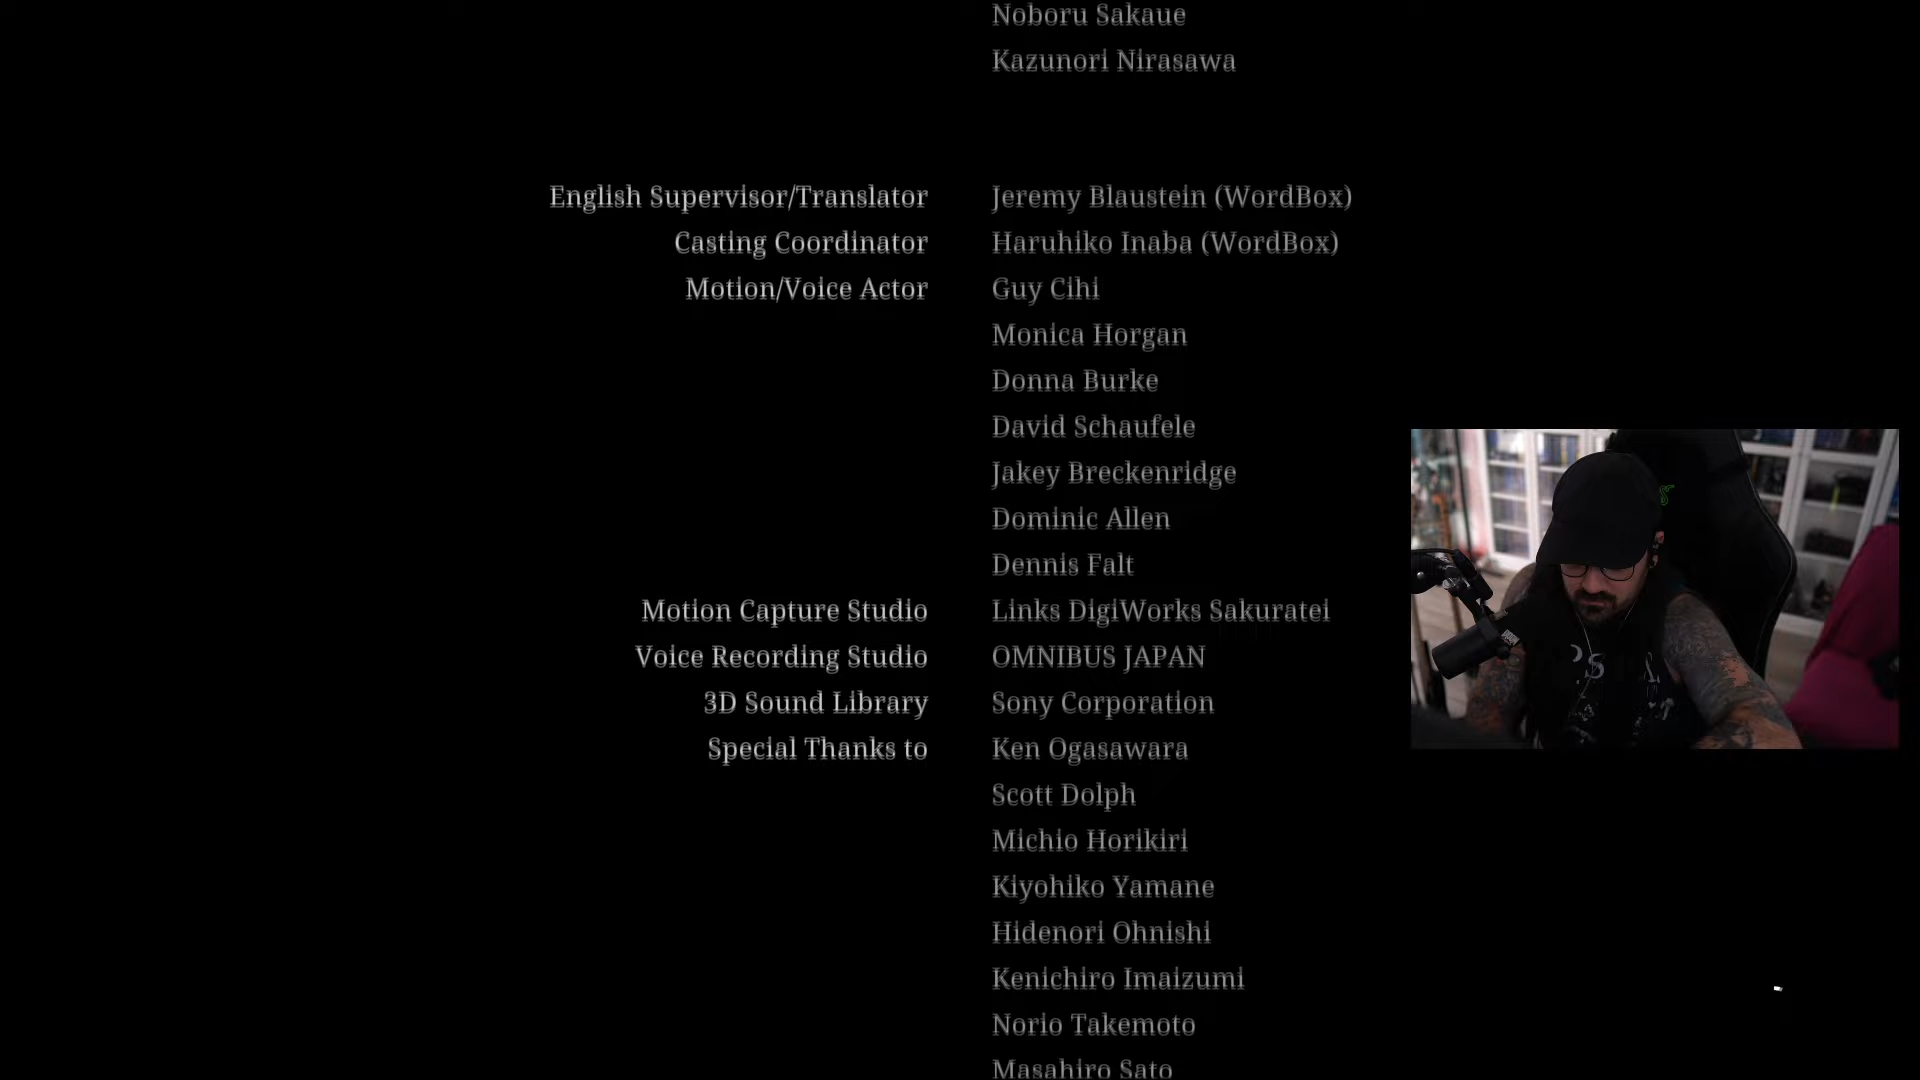 Noboru Sakaue
Kazunori Nirasawa
English Supervisor/Translator Jeremy Blaustein (WordBox)
Casting Coordinator Haruhiko Inaba (WordBox)
Motion/Voice Actor Guy Cihi
Monica Horgan
Donna Burke
David Schaufele
Jakey Breckenridge
Dominic Allen
Dennis Falt
Motion Capture Studio Links DigiWorks Sakuratei
Voice Recording Studio OMNIBUS JAPAN
3D Sound Library Sony Corporation
Special Thanks to Ken Ogasawara
Scott Dolph
Michio Horikiri
Kiyohiko Yamane
Hidenori Ohnishi
Kenichiro Imaizumi
Norio Takemoto
Masahiro Sato